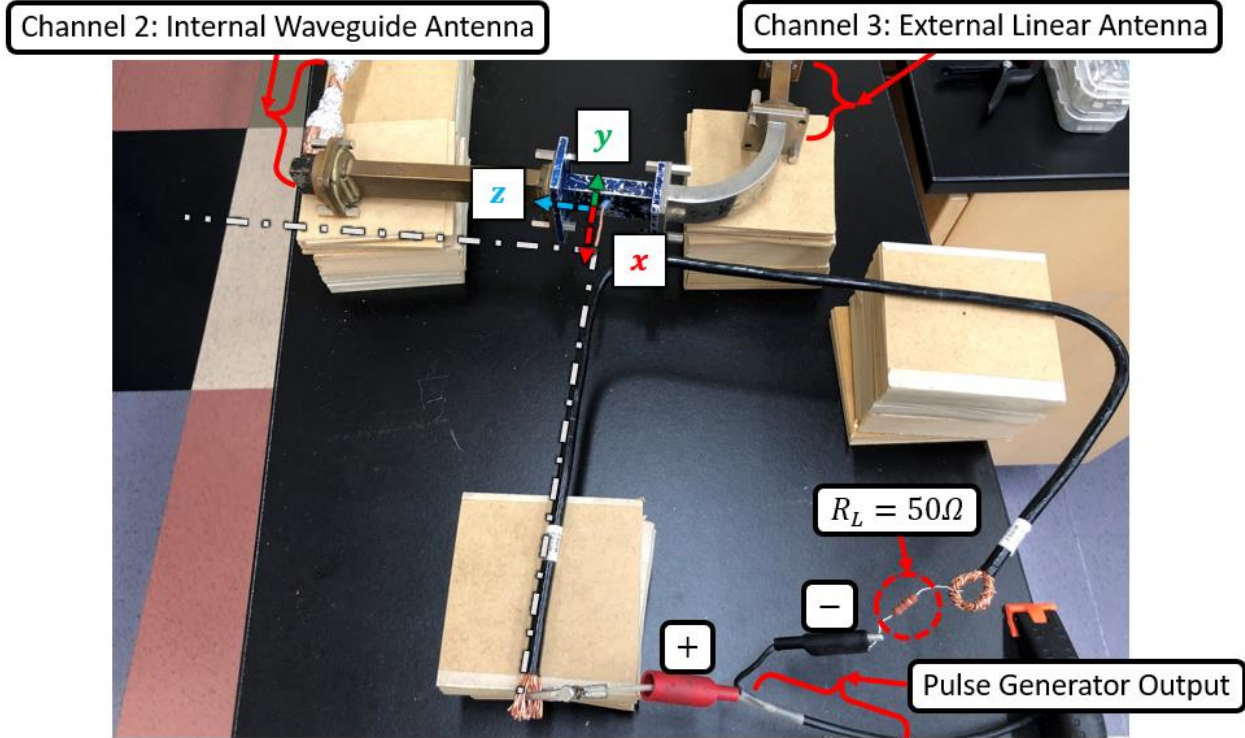 Channel 2: Internal Waveguide Antenna
Channel 3: External Linear Antenna
y
z
x
R_L = 50Ω
−
+
Pulse Generator Output